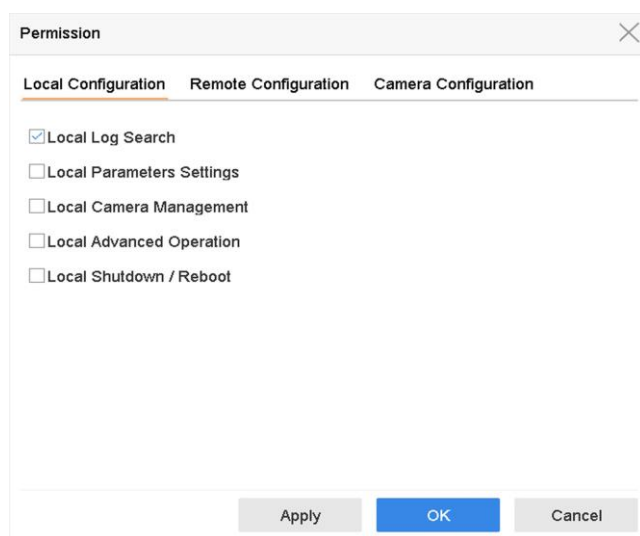 Permission
Local Configuration Remote Configuration Camera Configuration
Local Log Search
Local Parameters Settings
Local Camera Management
Local Advanced Operation
Local Shutdown / Reboot
Apply OK Cancel